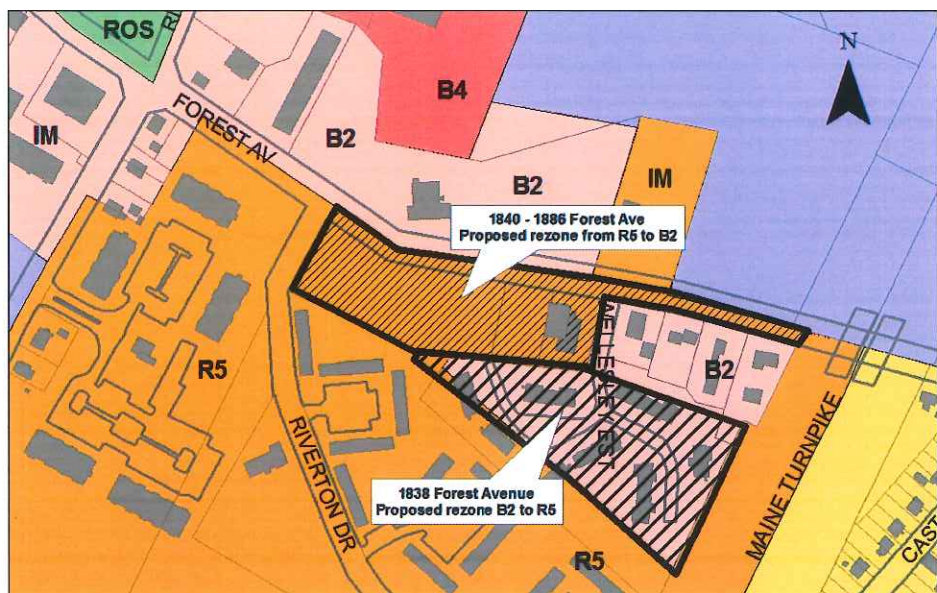 ROS
N
B4
FOREST AV
IM
B2
B2
IM
1840 - 1886 Forest Ave
Proposed rezone from R5 to B2
R5
WELLESLEY EST
B2
RIVERTON DR
MAINE TURNPIKE
1838 Forest Avenue
Proposed rezone B2 to R5
R5
CAST